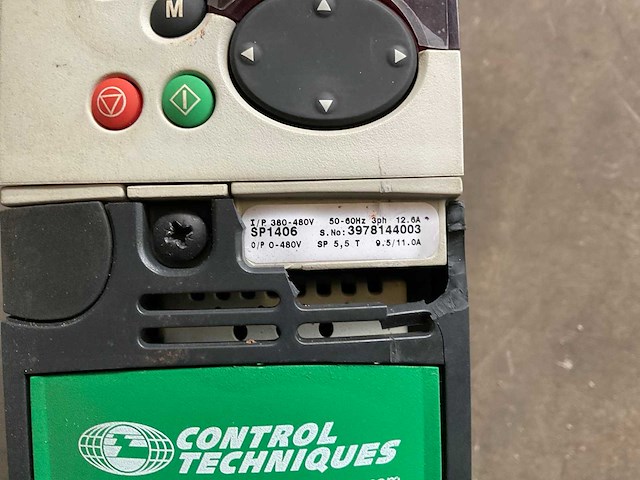 M
I/P 380-480V 50-60Hz 3ph 12.6A *
SP1406 S.No: 3978144003
O/P 0-480V SP 5,5 T 9.5/11.0A
CONTROL
TECHNIQUES